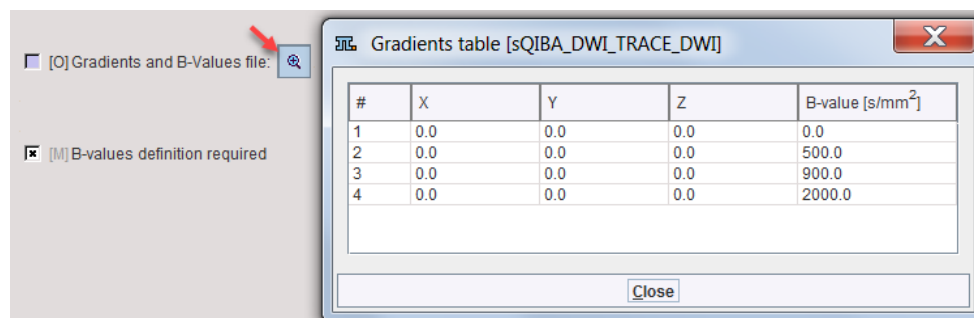 Gradients table [sQIBA_DWI_TRACE_DWI]
[O] Gradients and B-Values file:
# X Y Z B-value [s/mm²]
1 0.0 0.0 0.0 0.0
2 0.0 0.0 0.0 500.0
3 0.0 0.0 0.0 900.0
4 0.0 0.0 0.0 2000.0
[M] B-values definition required
Close